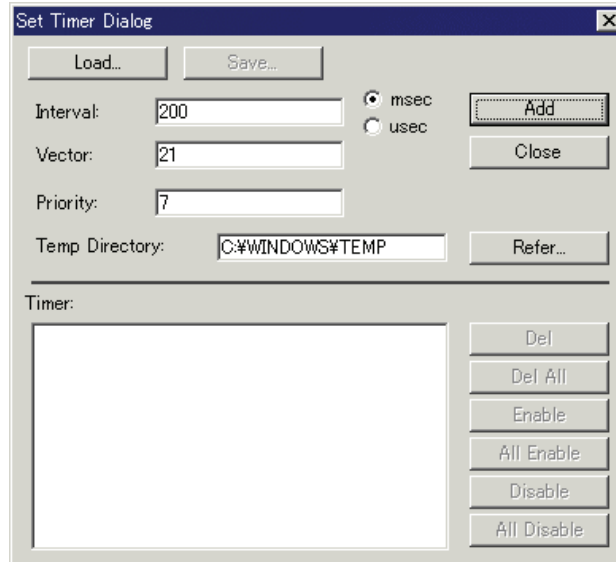 Set Timer Dialog
Load... Save...
Interval: 200 msec Add
usec
Vector: 21 Close
Priority: 7
Temp Directory: C:¥WINDOWS¥TEMP Refer...
Timer:
Del
Del All
Enable
All Enable
Disable
All Disable